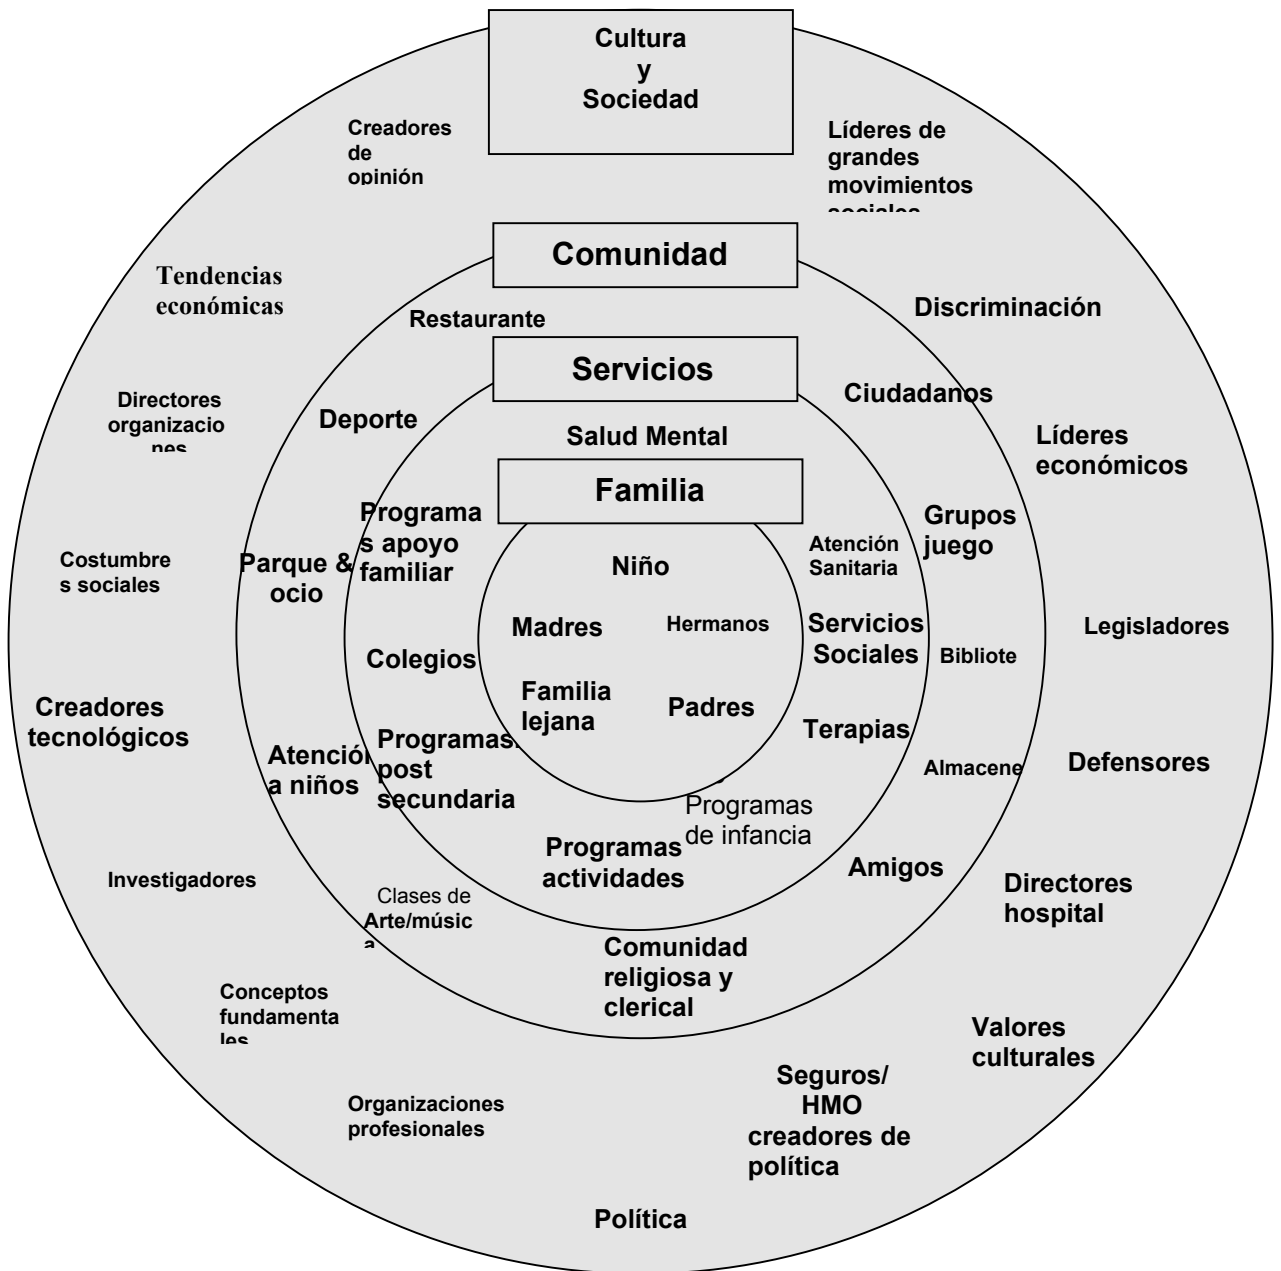 Cultura
y
Sociedad
Creadores
de
opinión
Líderes de
grandes
movimientos
sociales
Comunidad
Tendencias
económicas
Discriminación
Restaurante
Servicios
Directores
organizacio
nes
Deporte
Ciudadanos
Salud Mental
Líderes
económicos
Familia
Programa
s apoyo
familiar
Grupos
juego
Costumbre
s sociales
Parque &
ocio
Niño
Atención
Sanitaria
Madres
Hermanos
Servicios
Sociales
Legisladores
Colegios
Bibliote
Familia
lejana
Padres
Creadores
tecnológicos
Terapias
Atención
a niños
Programas
post
secundaria
Almacene
Defensores
Programas
de infancia
Programas
actividades
Amigos
Investigadores
Clases de
Arte/músic
a
Directores
hospital
Comunidad
religiosa y
clerical
Conceptos
fundamenta
les
Valores
culturales
Organizaciones
profesionales
Seguros/
HMO
creadores de
política
Política